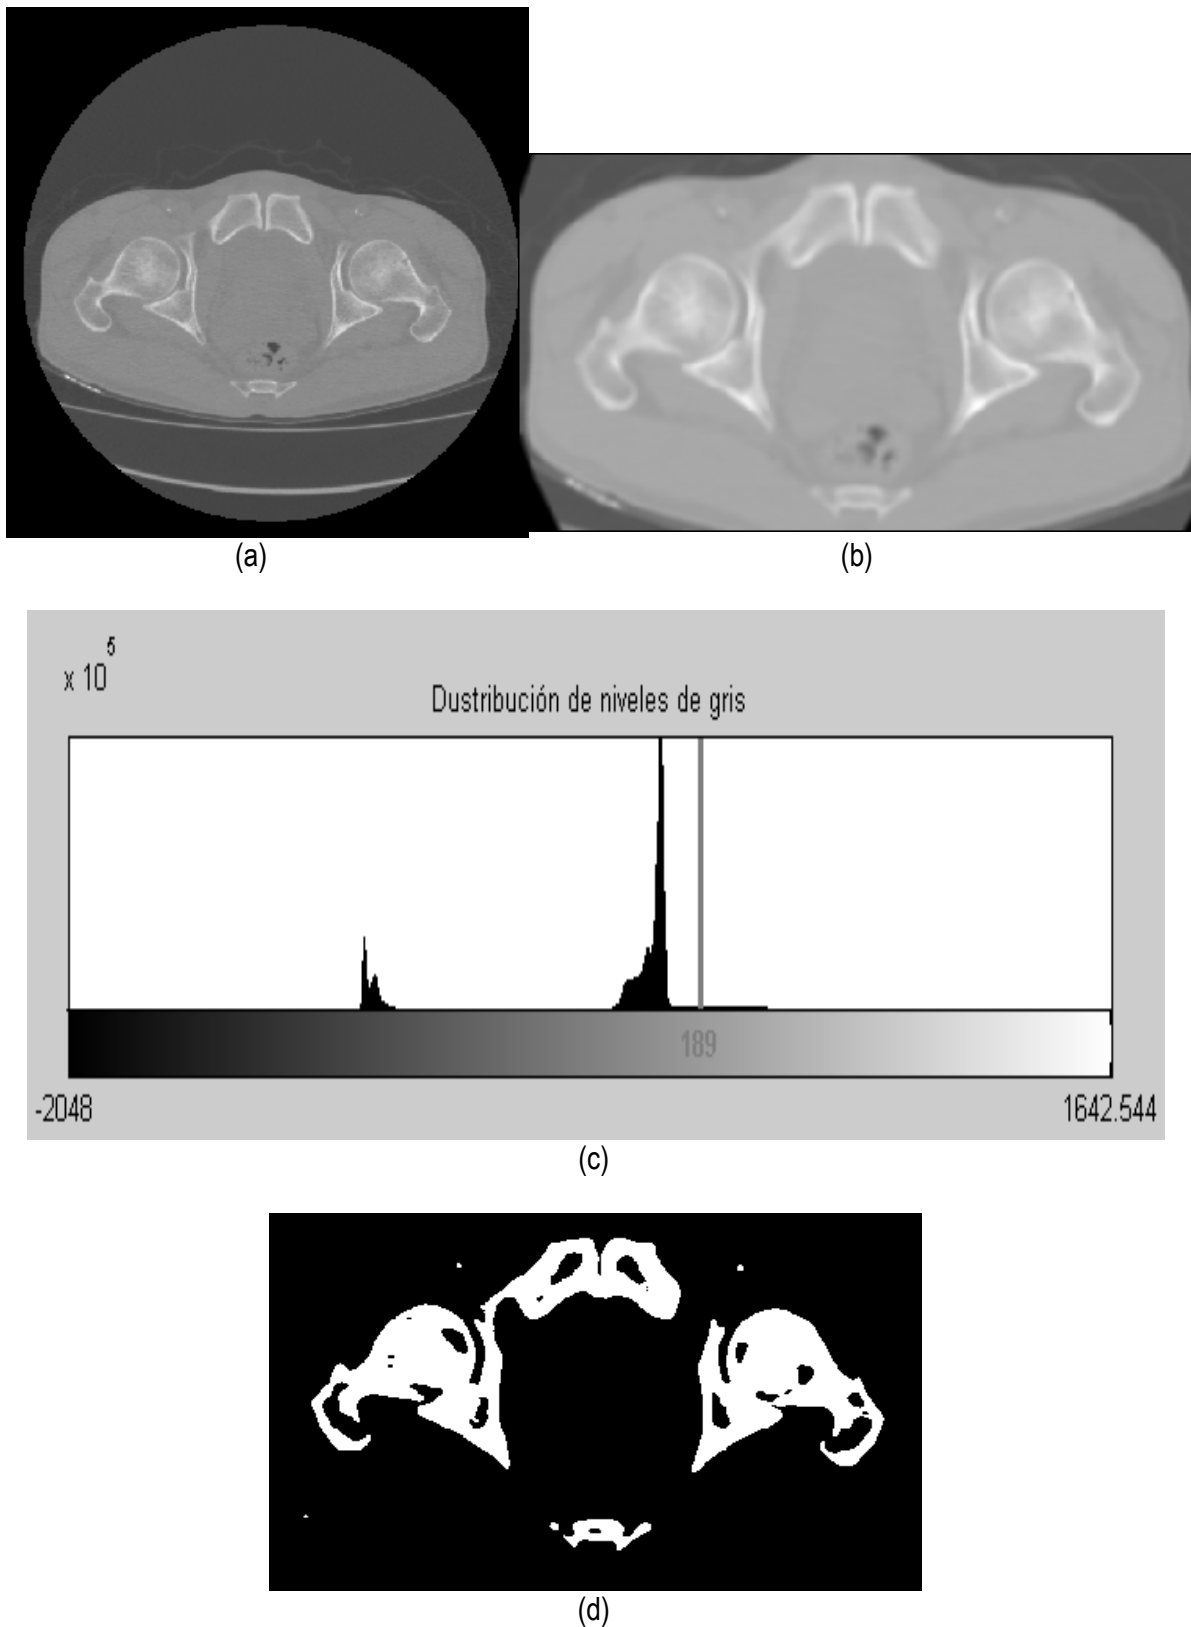 (a)
(b)
x 10 5
Dustribución de niveles de gris
189
-2048
1642.544
(c)
(d)